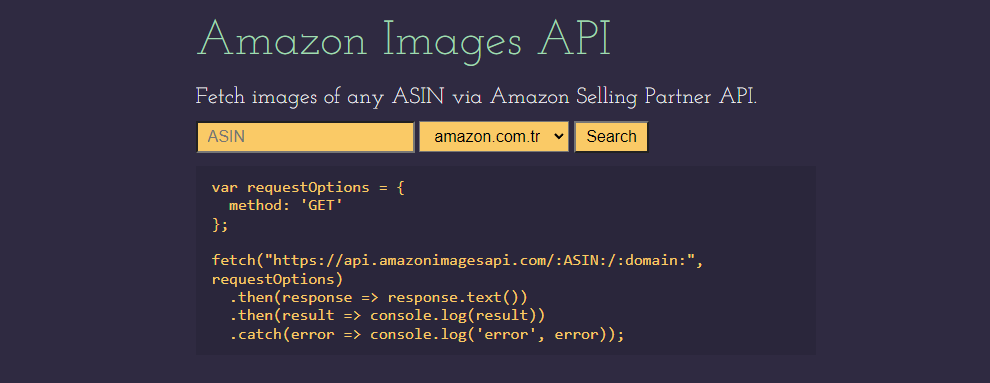 Amazon Images API
Fetch images of any ASIN via Amazon Selling Partner API.
ASIN amazon.com.tr Search
var requestOptions = {
  method: 'GET'
};
fetch("https://api.amazonimagesapi.com/:ASIN:/:domain:",
requestOptions)
  .then(response => response.text())
  .then(result => console.log(result))
  .catch(error => console.log('error', error));